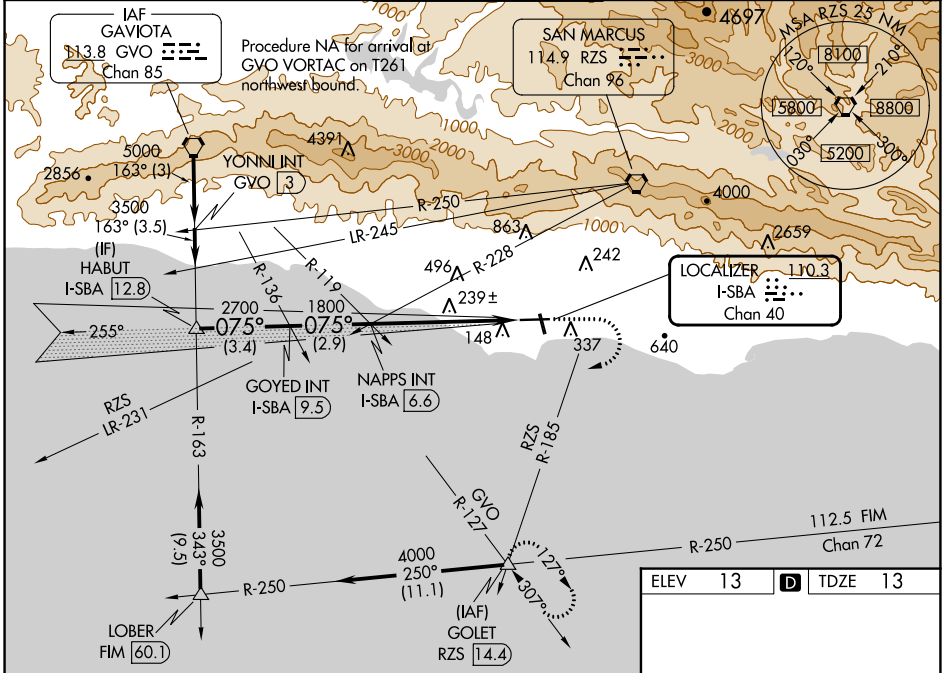 IAF
GAVIOTA
113.8 GVO
Chan 85
Procedure NA for arrival at
GVO VORTAC on T261
northwest bound.
SAN MARCUS
114.9 RZS
Chan 96
4697
MSA RZS 25 NM
120°
8100
210°
5800
8800
030°
5200
300°
1000
2000
1000
4391
3000
2856
5000
163° (3)
YONNI INT
GVO 3
3500
163° (3.5)
R-250
LR-245
4000
1000
863
2659
(IF)
HABUT
I-SBA 12.8
R-136
R-119
R-228
496
242
LOCALIZER 110.3
I-SBA
Chan 40
239±
2700
1800
255°
075°
075°
(3.4)
(2.9)
148
337
640
GOYED INT
I-SBA 9.5
NAPPS INT
I-SBA 6.6
RZS
LR-231
R-163
RZS
R-185
GVO
R-127
3500
343°
(9.5)
4000
250°
(11.1)
R-250
R-250
112.5 FIM
Chan 72
127°
307°
LOBER
FIM 60.1
(IAF)
GOLET
RZS 14.4
ELEV 13 D TDZE 13